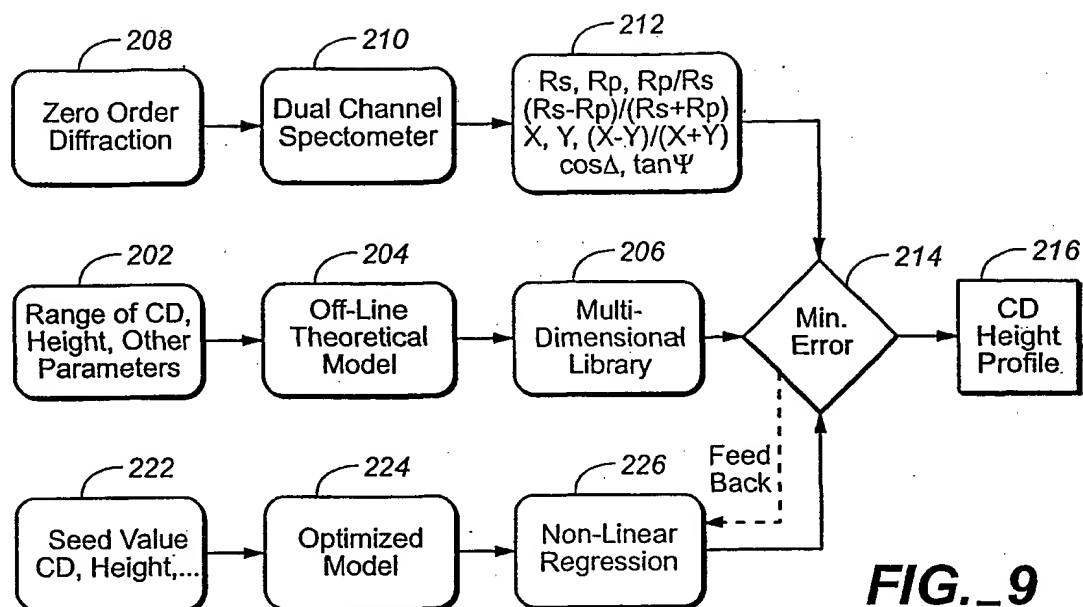 208
Zero Order
Diffraction
210
Dual Channel
Spectometer
212
Rs, Rp, Rp/Rs
(Rs-Rp)/(Rs+Rp)
X, Y, (X-Y)/(X+Y)
cosΔ, tanΨ
202
Range of CD,
Height, Other
Parameters
204
Off-Line
Theoretical
Model
206
Multi-
Dimensional
Library
214
Min.
Error
216
CD
Height
Profile
222
Seed Value
CD, Height,...
224
Optimized
Model
226
Non-Linear
Regression
Feed
Back
FIG._9